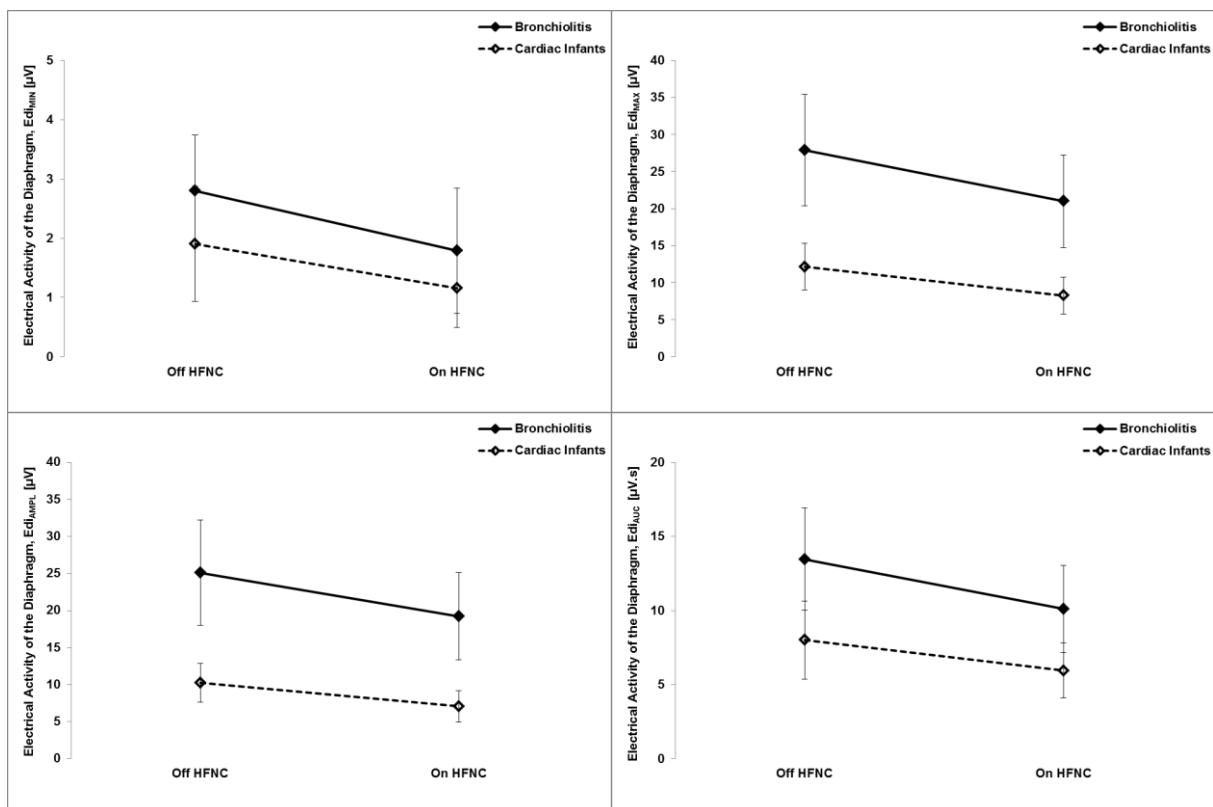 Bronchiolitis
Cardiac Infants
Electrical Activity of the Diaphragm, EdiMIN [µV]
5
4
3
2
1
0
Off HFNC On HFNC
Bronchiolitis
Cardiac Infants
Electrical Activity of the Diaphragm, EdiMAX [µV]
40
35
30
25
20
15
10
5
0
Off HFNC On HFNC
Bronchiolitis
Cardiac Infants
Electrical Activity of the Diaphragm, EdiAMPL [µV]
40
35
30
25
20
15
10
5
0
Off HFNC On HFNC
Bronchiolitis
Cardiac Infants
Electrical Activity of the Diaphragm, EdiAUC [µV.s]
20
15
10
5
0
Off HFNC On HFNC